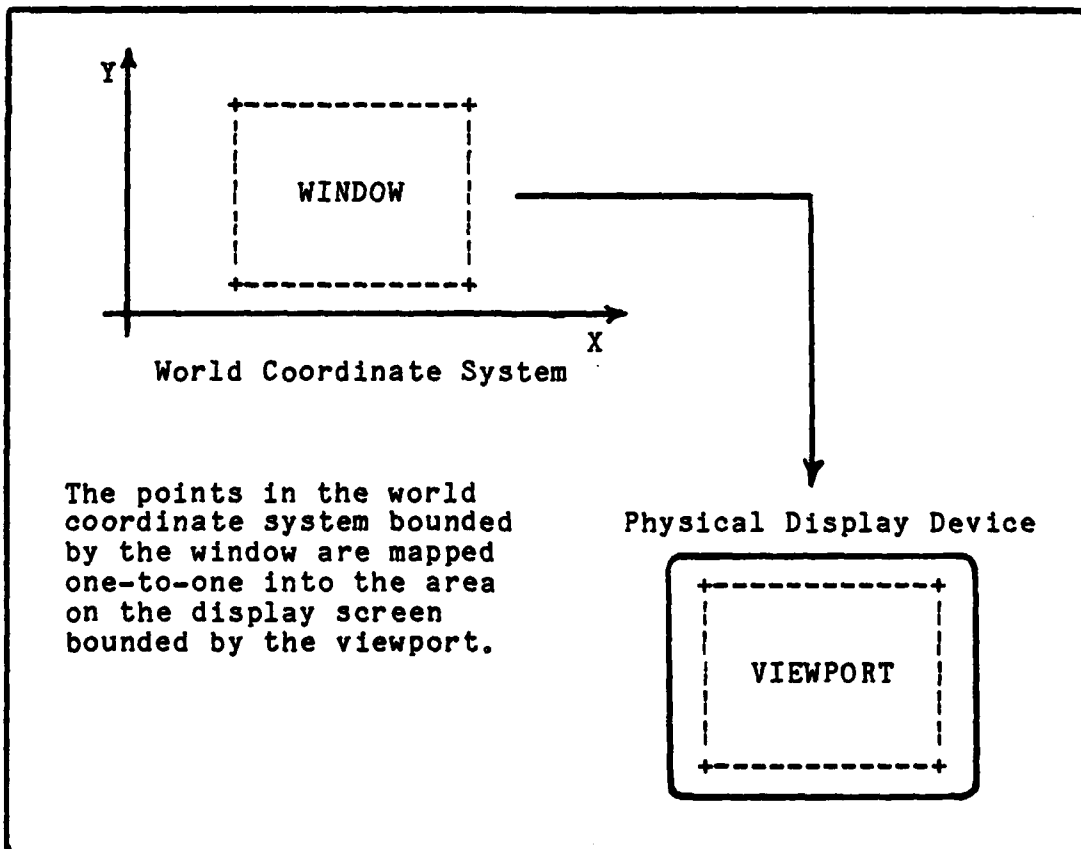 Y
WINDOW
X
World Coordinate System
The points in the world
coordinate system bounded
by the window are mapped
one-to-one into the area
on the display screen
bounded by the viewport.
Physical Display Device
VIEWPORT